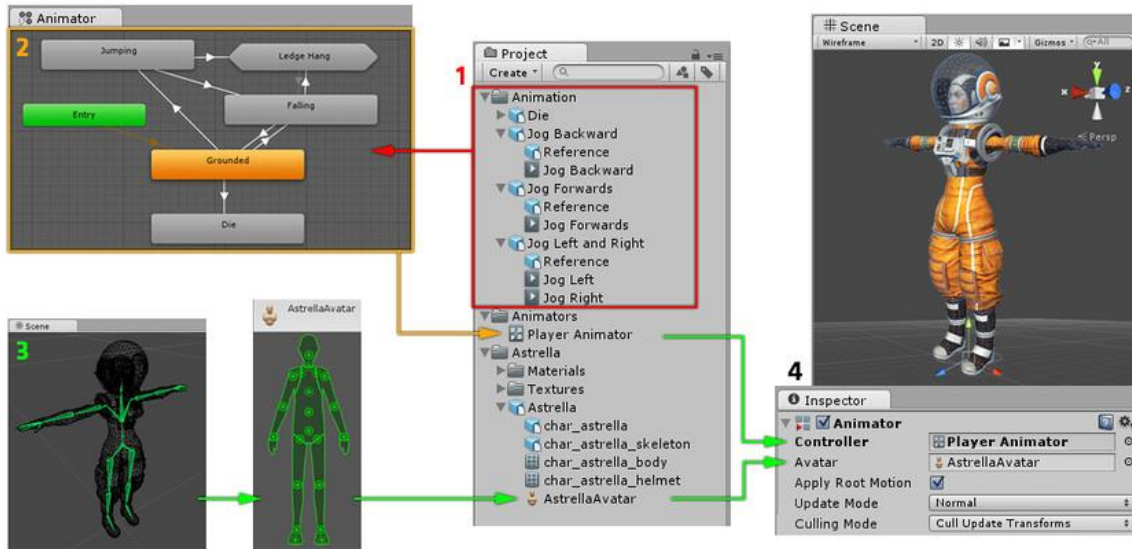 Animator
2
Jumping
Ledge Hang
Falling
Entry
Grounded
Die
1
Project
Create
Animation
Die
Jog Backward
Reference
Jog Backward
Jog Forwards
Reference
Jog Forwards
Jog Left and Right
Reference
Jog Left
Jog Right
Animators
Player Animator
Astrella
Materials
Textures
Astrella
char_astrella
char_astrella_skeleton
char_astrella_body
char_astrella_helmet
AstrellaAvatar
Scene
3
AstrellaAvatar
Scene
Wireframe 2D Gizmos All
y
x z
Persp
4
Inspector
Animator
Controller Player Animator
Avatar AstrellaAvatar
Apply Root Motion
Update Mode Normal
Culling Mode Cull Update Transforms